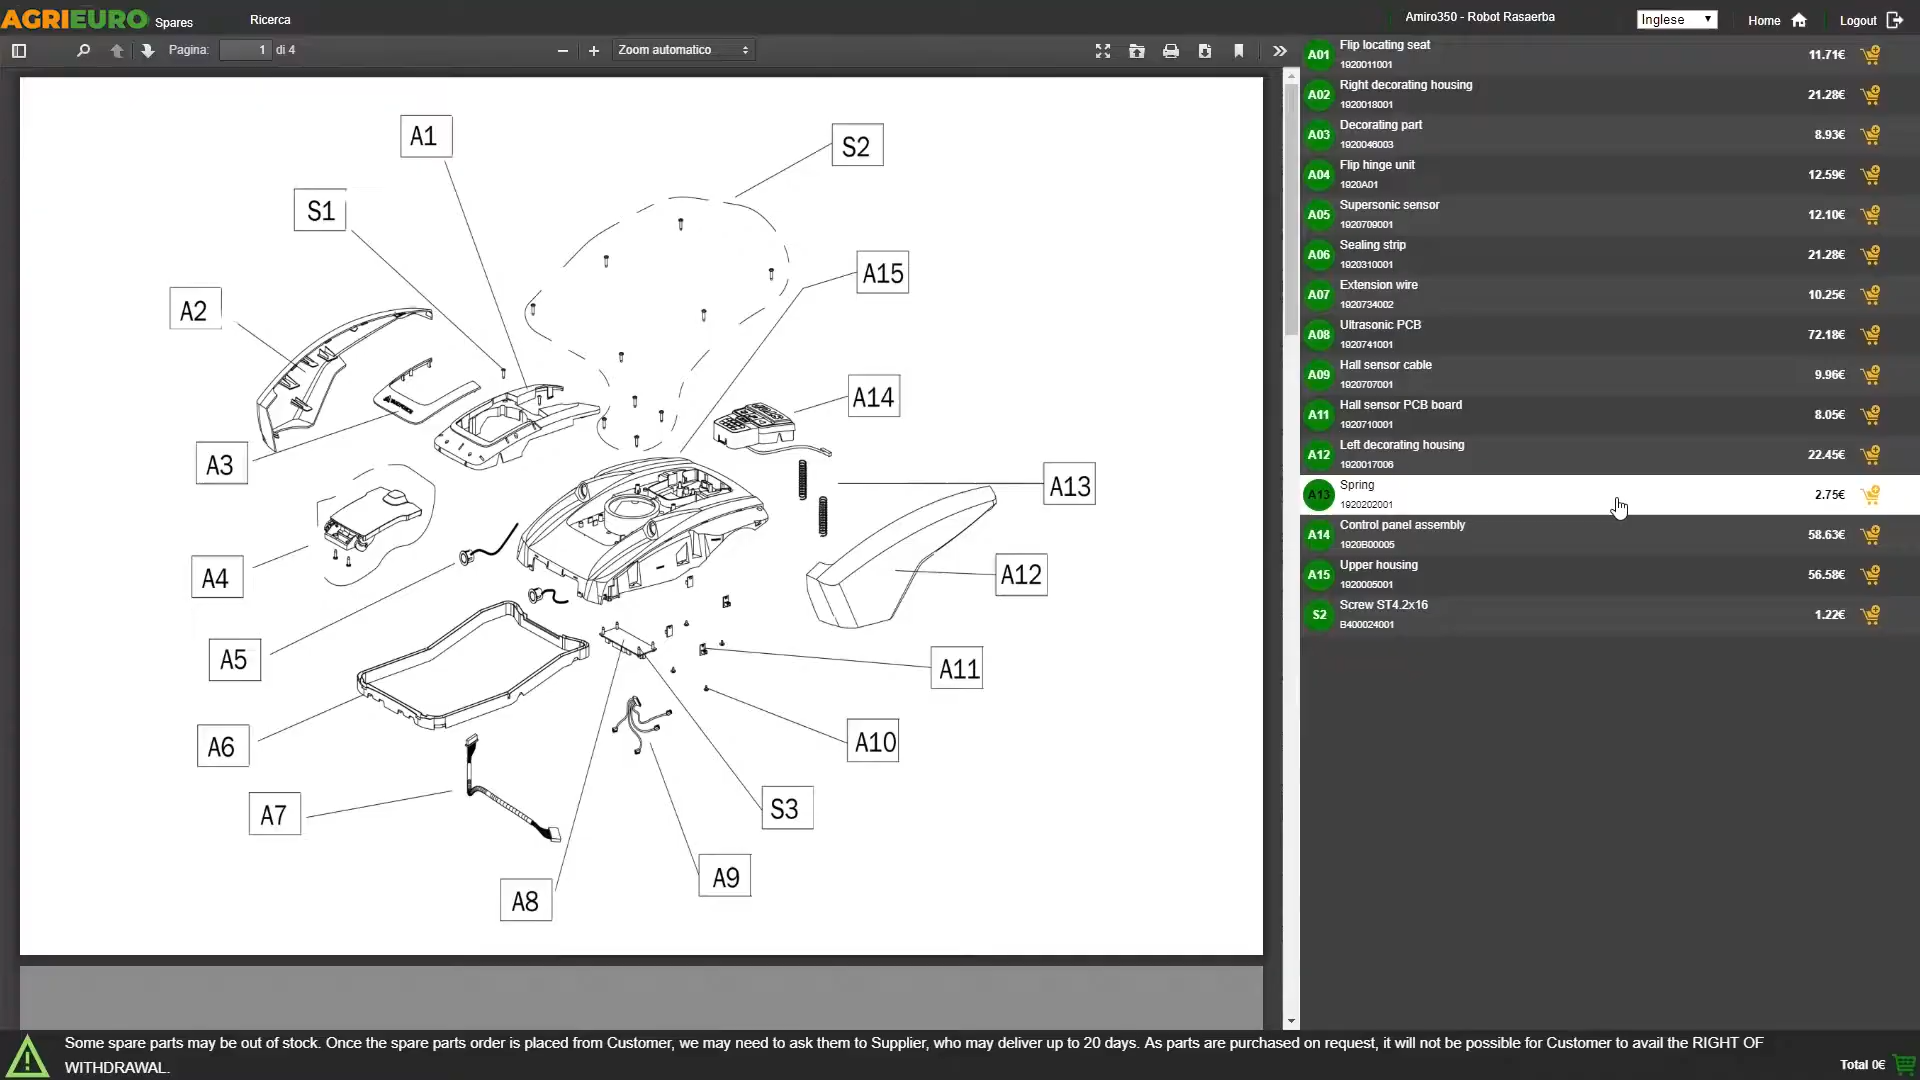 AGRIEURO Spares
Ricerca
Amiro350 - Robot Rasaerba
Inglese
Home
Logout
Pagina:
1
di 4
Zoom automatico
A1
S2
S1
A15
A2
A14
A3
A13
A4
A12
A5
A11
A6
A10
A7
S3
A9
A8
A01
Flip locating seat
1920011001
11.71€
A02
Right decorating housing
1920018001
21.28€
A03
Decorating part
1920046003
8.93€
A04
Flip hinge unit
1920A01
12.59€
A05
Supersonic sensor
1920709001
12.10€
A06
Sealing strip
1920310001
21.28€
A07
Extension wire
1920734002
10.25€
A08
Ultrasonic PCB
1920741001
72.18€
A09
Hall sensor cable
1920707001
9.96€
A11
Hall sensor PCB board
1920710001
8.05€
A12
Left decorating housing
1920017006
22.45€
A13
Spring
1920202001
2.75€
A14
Control panel assembly
1920B00005
58.63€
A15
Upper housing
1920005001
56.58€
S2
Screw ST4.2x16
B400024001
1.22€
Some spare parts may be out of stock. Once the spare parts order is placed from Customer, we may need to ask them to Supplier, who may deliver up to 20 days. As parts are purchased on request, it will not be possible for Customer to avail the RIGHT OF
WITHDRAWAL.
Total 0€